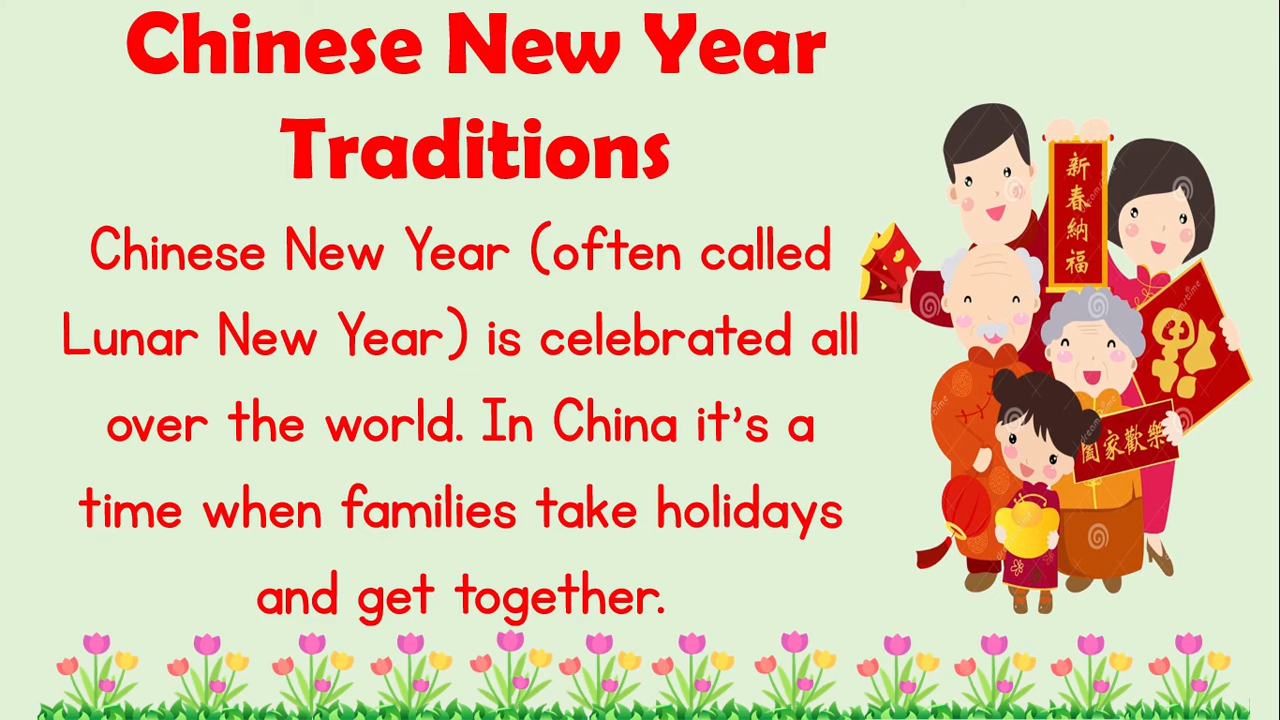 Chinese New Year
Traditions
Chinese New Year (often called
Lunar New Year) is celebrated all
over the world. In China it's a
time when families take holidays
and get together.
新春納福
福
闔家歡樂